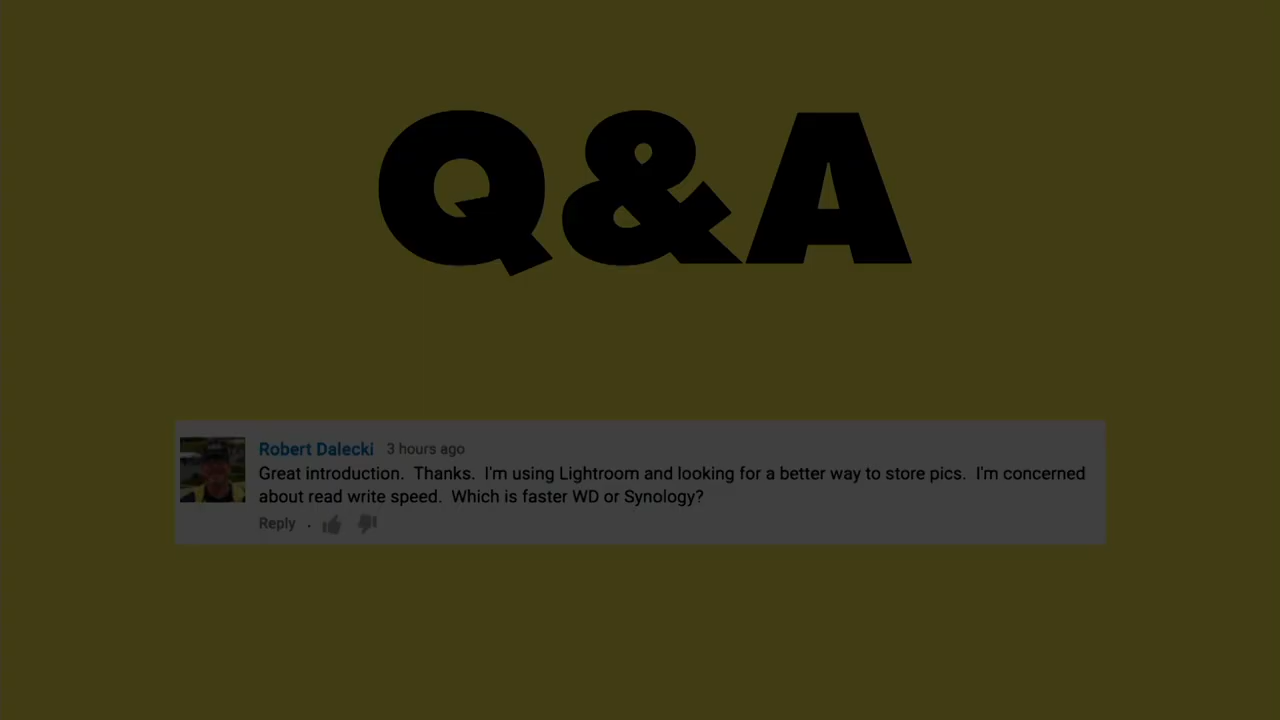 Q&A
Robert Dalecki 3 hours ago
Great introduction. Thanks. I'm using Lightroom and looking for a better way to store pics. I'm concerned
about read write speed. Which is faster WD or Synology?
Reply .